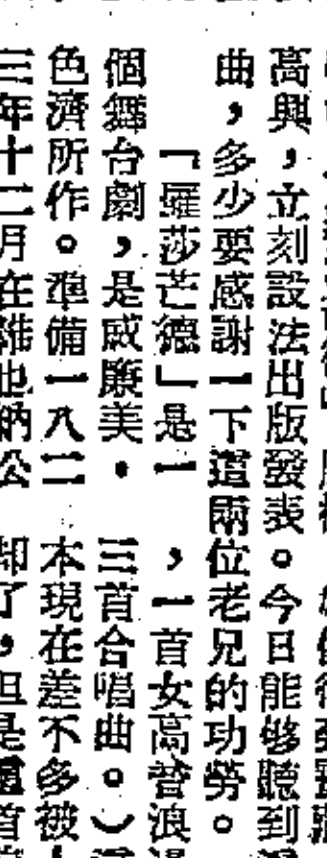 高興，立刻設法出版發表。今日能够聽到
曲，多少要感謝一下這兩位老兄的功勞。
「羅莎芒德」是一
個舞台劇，是威廉美・
色濟所作。準備一八二
三年十二月在維也納公
，一首女高音浪
三首合唱曲。）
本現在差不多被
却了，但是這首